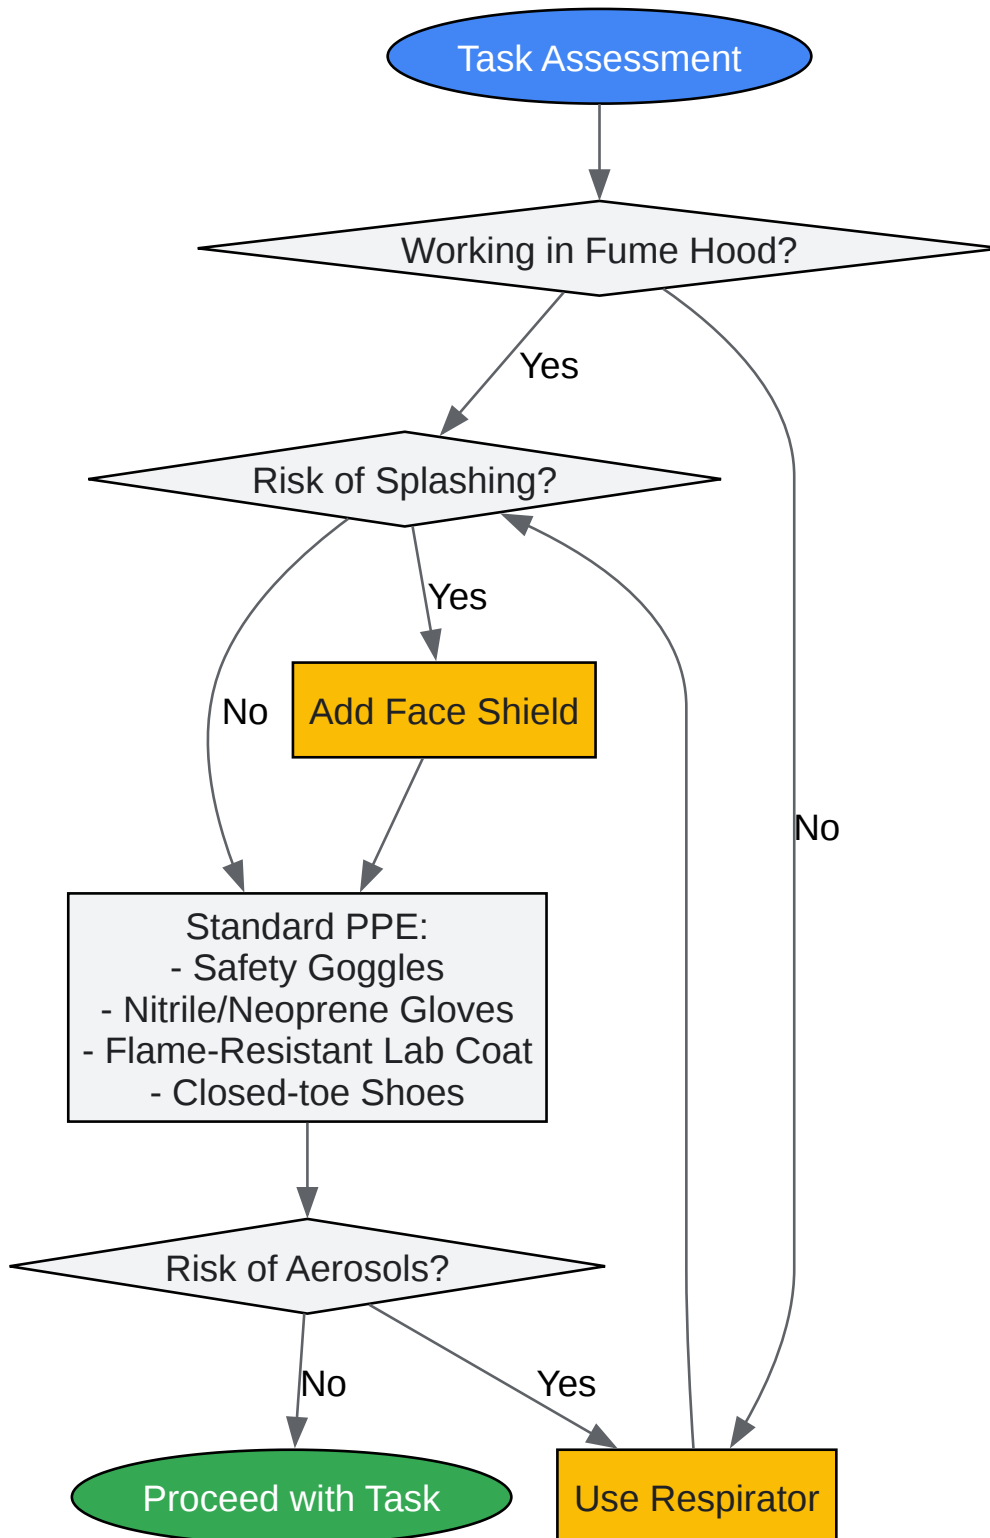 Task Assessment
Working in Fume Hood?
Yes
Risk of Splashing?
Yes
No
Add Face Shield
No
Standard PPE:
- Safety Goggles
- Nitrile/Neoprene Gloves
- Flame-Resistant Lab Coat
- Closed-toe Shoes
Risk of Aerosols?
No
Yes
Proceed with Task
Use Respirator